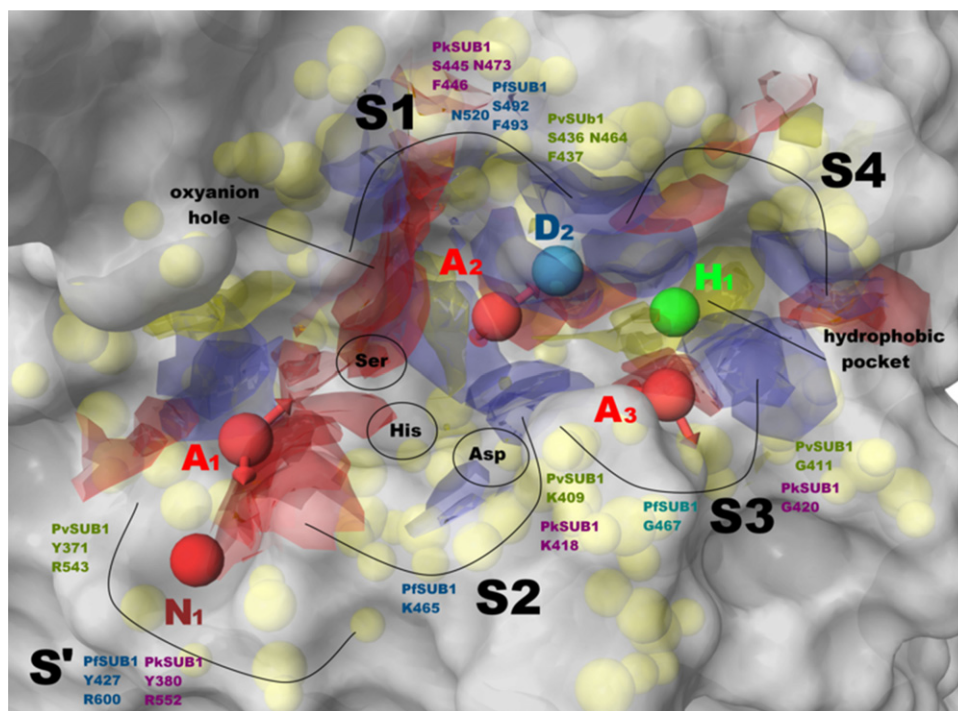 PkSUB1
S445 N473
F446
PfSUB1
S492
N520
F493
PvSUb1
S436 N464
F437
S1
S4
oxyanion
hole
D2
A2
H1
hydrophobic
pocket
Ser
A3
His
A1
Asp
PvSUB1
G411
PkSUB1
G420
PvSUB1
K409
PkSUB1
K418
PfSUB1
G467
S3
PvSUB1
Y371
R543
PfSUB1
K465
S2
N1
S'
PfSUB1
Y427
R600
PkSUB1
Y380
R552